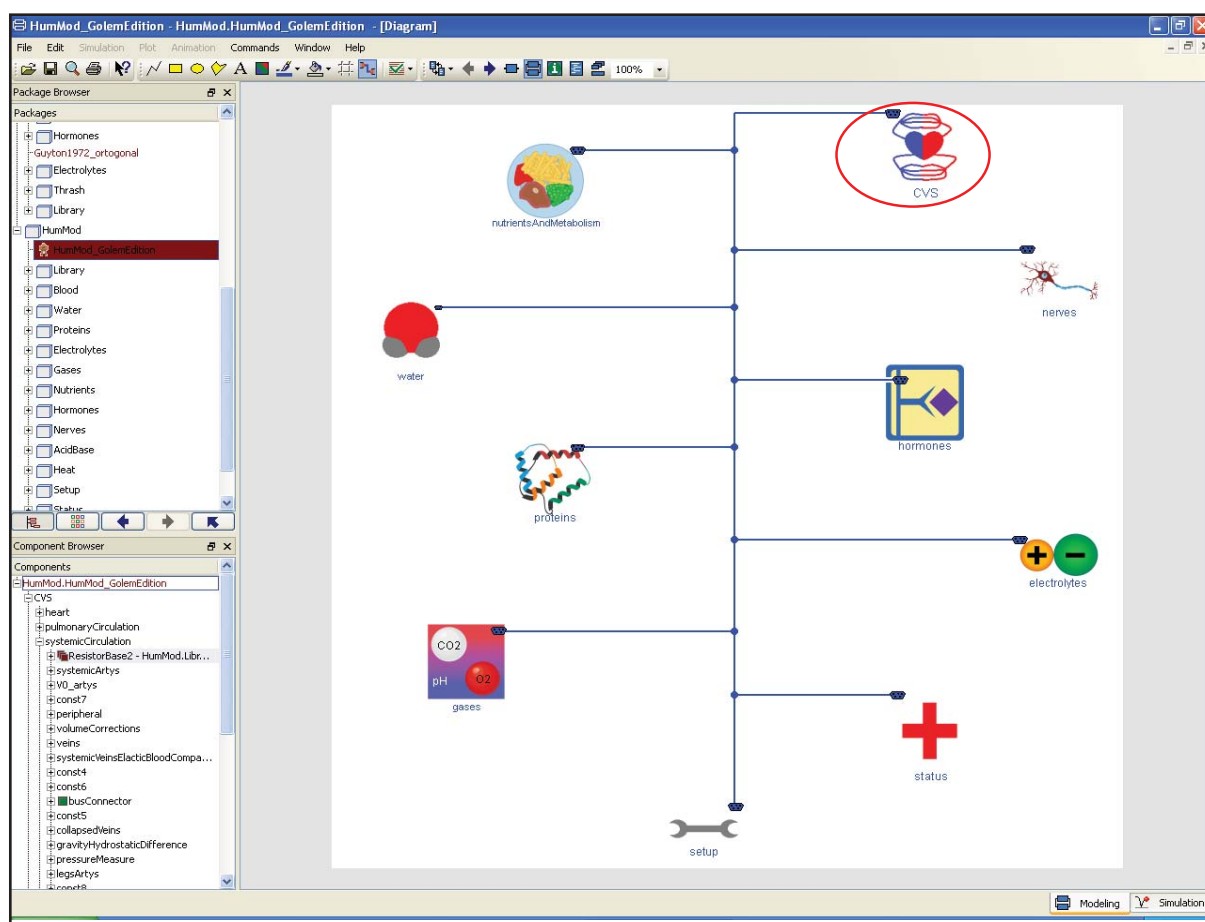 HumMod_GolemEdition - HumMod.HumMod_GolemEdition - [Diagram]
File Edit Simulation Plot Animation Commands Window Help
A 100%
Package Browser
Packages
Hormones
Guyton1972_ortogonal
Electrolytes
Thrash
Library
HumMod
HumMod_GolemEdition
Library
Blood
Water
Proteins
Electrolytes
Gases
Nutrients
Hormones
Nerves
AcidBase
Heat
Setup
Status
Component Browser
Components
HumMod.HumMod_GolemEdition
CVS
heart
pulmonaryCirculation
systemicCirculation
ResistorBase2 - HumMod.Libr...
systemicArtys
V0_artys
const7
peripheral
volumeCorrections
veins
systemicVeinsElacticBloodCompa...
const4
const6
busConnector
const5
collapsedVeins
gravityHydrostaticDifference
pressureMeasure
legsArtys
const8
CVS
nutrientsAndMetabolism
nerves
water
hormones
proteins
electrolytes
CO2
pH O2
gases
status
setup
Modeling Simulation